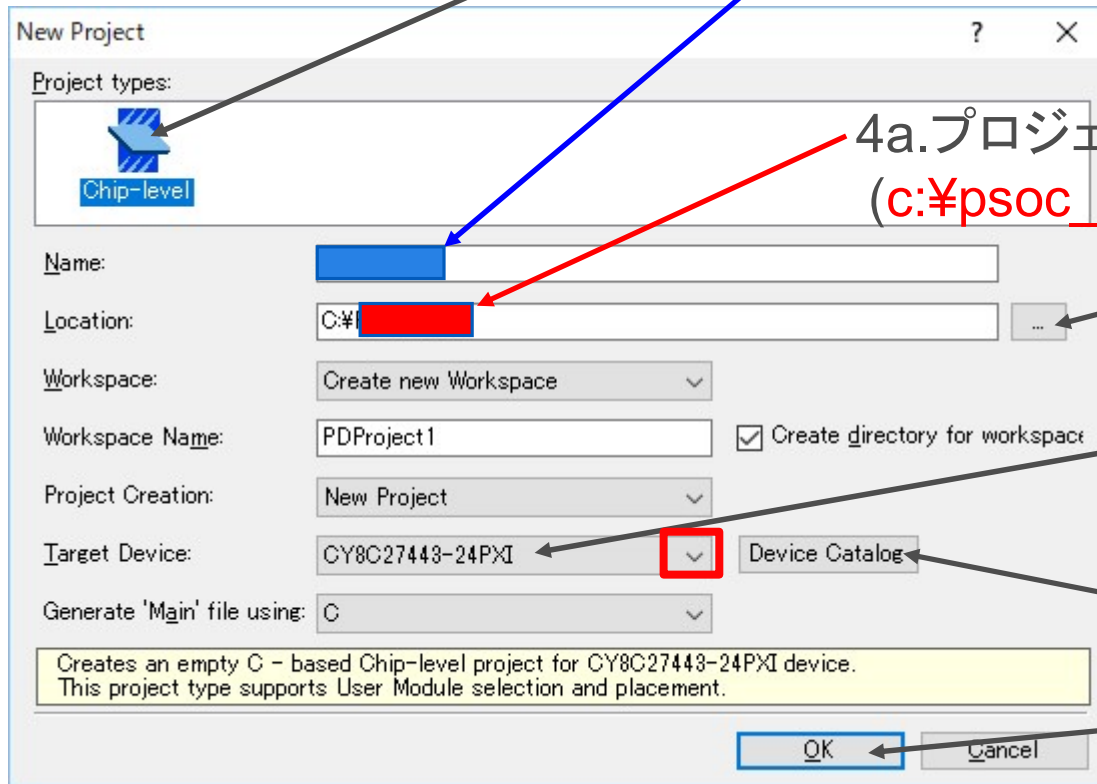 New Project
Project types:
Chip-level
4a.プロジェ
(c:¥psoc_
Name:
Location: C:¥ ...
Workspace: Create new Workspace
Workspace Name: PDProject1 Create directory for workspace
Project Creation: New Project
Target Device: CY8C27443-24PXI Device Catalog
Generate 'Main' file using: C
Creates an empty C - based Chip-level project for CY8C27443-24PXI device.
This project type supports User Module selection and placement.
OK Cancel